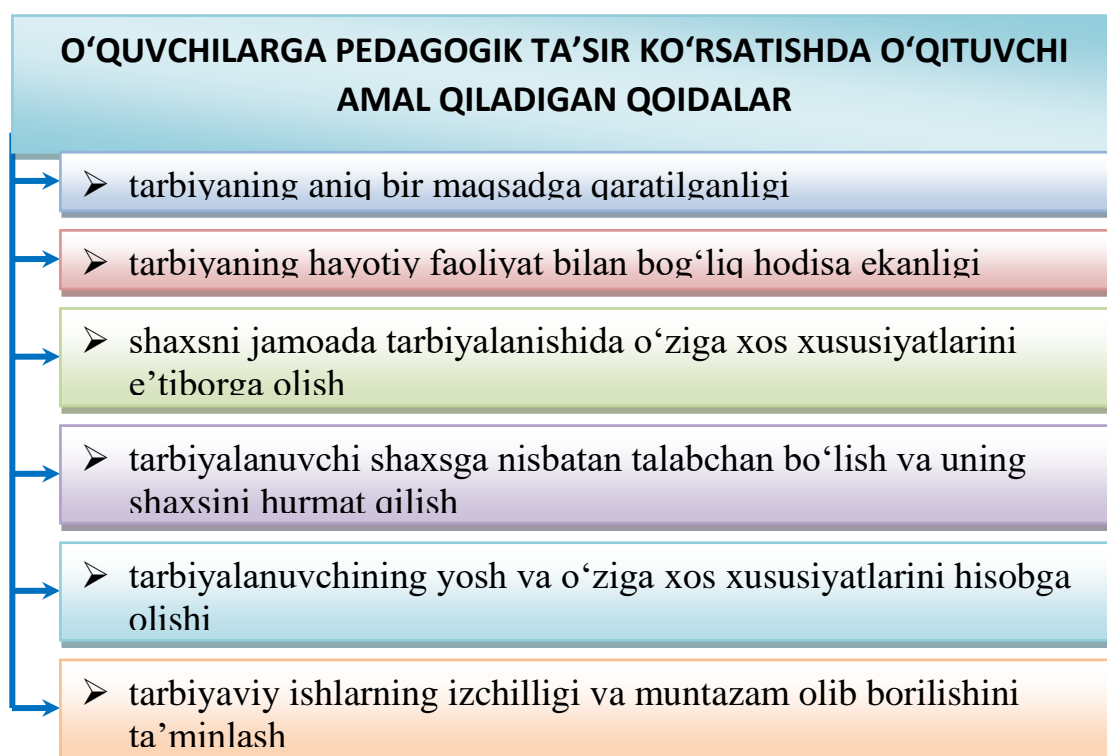 O‘QUVCHILARGA PEDAGOGIK TA’SIR KO‘RSATISHDA O‘QITUVCHI
AMAL QILADIGAN QOIDALAR
➢ tarbiyaning aniq bir maqsadga qaratilganligi
➢ tarbiyaning hayotiy faoliyat bilan bog‘liq hodisa ekanligi
➢ shaxsni jamoada tarbiyalanishida o‘ziga xos xususiyatlarini
e’tiborga olish
➢ tarbiyalanuvchi shaxsga nisbatan talabchan bo‘lish va uning
shaxsini hurmat qilish
➢ tarbiyalanuvchining yosh va o‘ziga xos xususiyatlarini hisobga
olishi
➢ tarbiyaviy ishlarning izchilligi va muntazam olib borilishini
ta’minlash